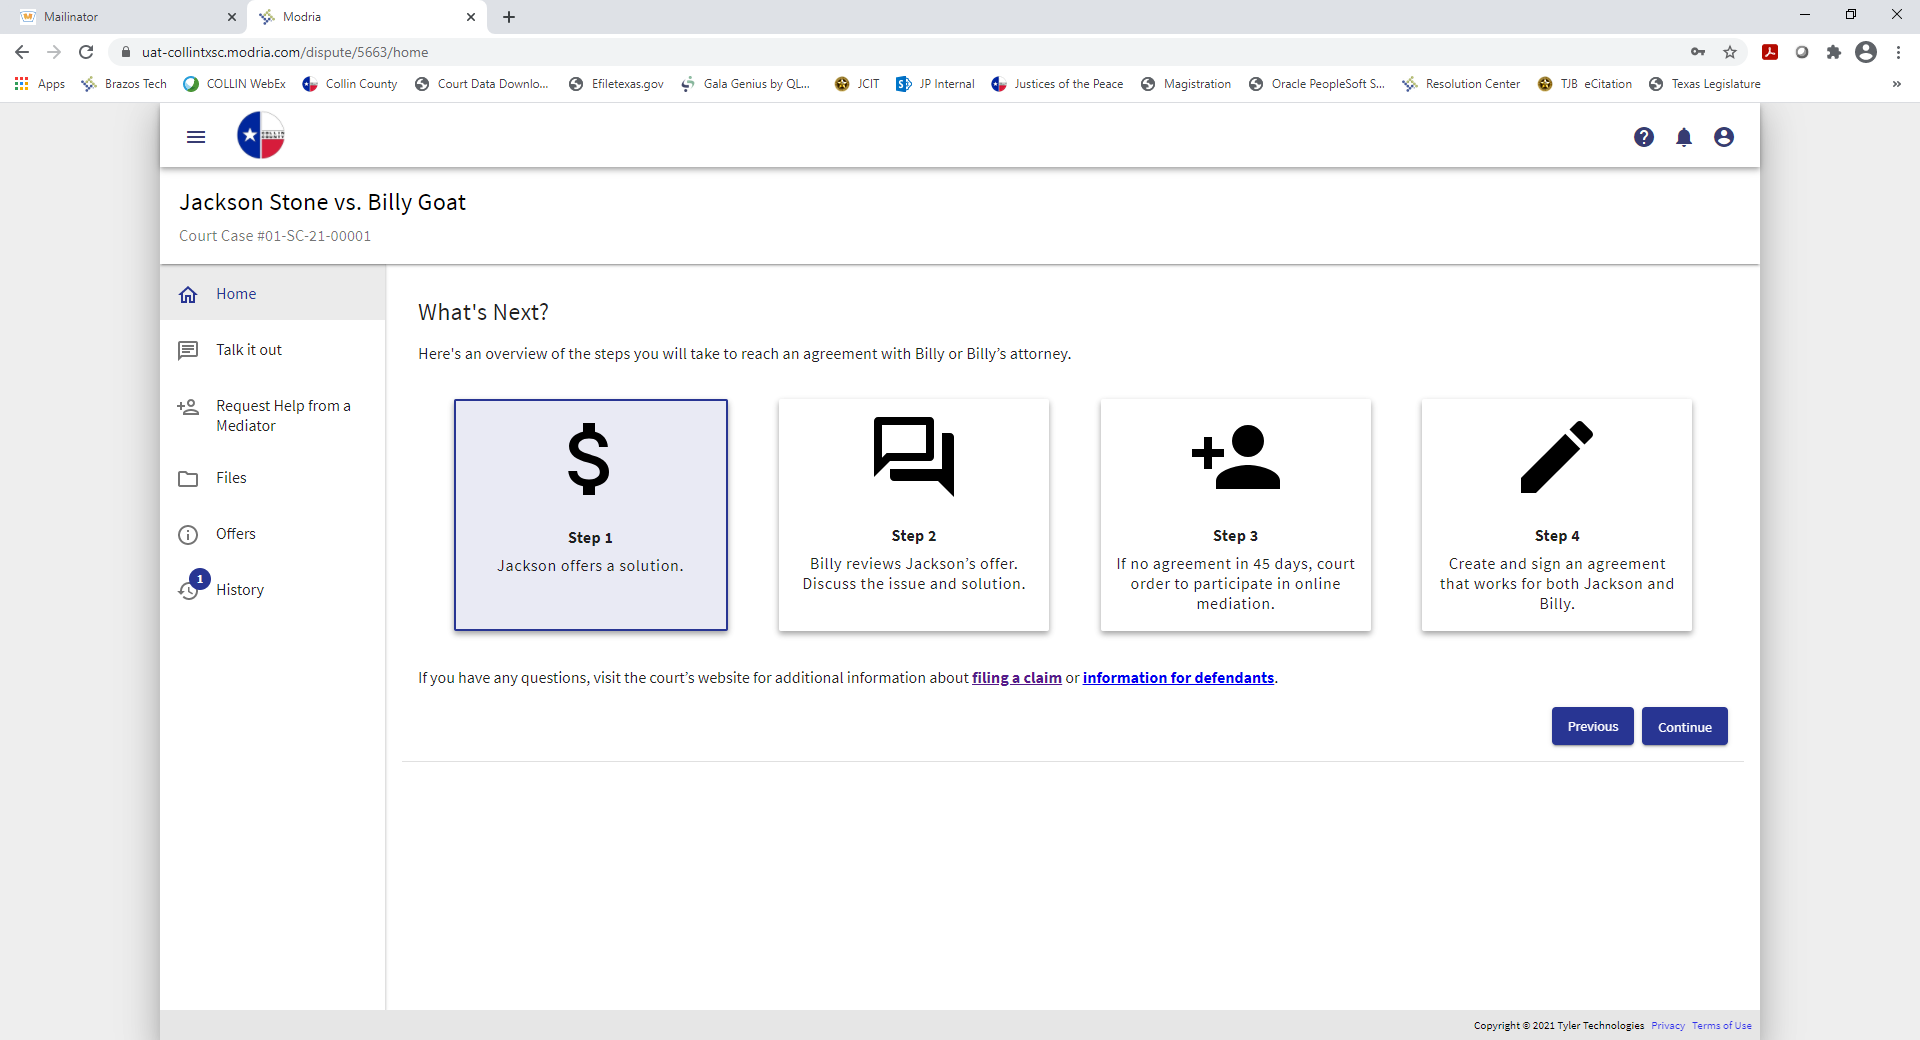 Mailinator
Modria
uat-collintxsc.modria.com/dispute/5663/home
Apps Brazos Tech COLLIN WebEx Collin County Court Data Downlo... Efiletexas.gov Gala Genius by QL... JCIT JP Internal Justices of the Peace Magistration Oracle PeopleSoft S... Resolution Center TJB eCitation Texas Legislature »
COLLIN COUNTY
Jackson Stone vs. Billy Goat
Court Case #01-SC-21-00001
Home
Talk it out
Request Help from a
Mediator
Files
Offers
1
History
What's Next?
Here's an overview of the steps you will take to reach an agreement with Billy or Billy’s attorney.
$
Step 1
Jackson offers a solution.
Step 2
Billy reviews Jackson’s offer.
Discuss the issue and solution.
Step 3
If no agreement in 45 days, court
order to participate in online
mediation.
Step 4
Create and sign an agreement
that works for both Jackson and
Billy.
If you have any questions, visit the court’s website for additional information about filing a claim or information for defendants.
Previous
Continue
Copyright © 2021 Tyler Technologies Privacy Terms of Use